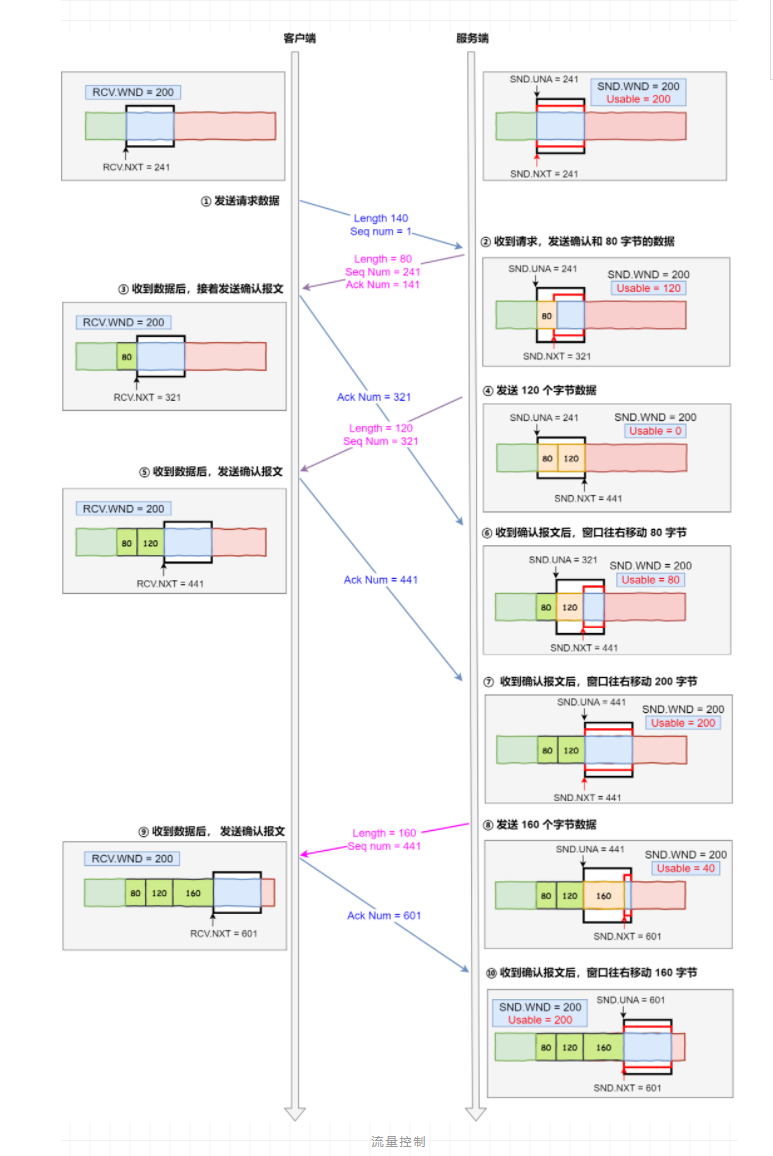 客户端
服务端
RCV.WND = 200
RCV.NXT = 241
SND.UNA = 241
SND.WND = 200
Usable = 200
SND.NXT = 241
① 发送请求数据
Length 140
Seq num = 1
② 收到请求，发送确认和 80 字节的数据
Length = 80
Seq Num = 241
Ack Num = 141
SND.UNA = 241
SND.WND = 200
Usable = 120
80
SND.NXT = 321
③ 收到数据后，接着发送确认报文
RCV.WND = 200
80
RCV.NXT = 321
Ack Num = 321
④ 发送 120 个字节数据
Length = 120
Seq Num = 321
SND.UNA = 241
SND.WND = 200
Usable = 0
80
120
SND.NXT = 441
⑤ 收到数据后，发送确认报文
RCV.WND = 200
80
120
RCV.NXT = 441
Ack Num = 441
⑥ 收到确认报文后，窗口往右移动 80 字节
SND.UNA = 321
SND.WND = 200
Usable = 80
80
120
SND.NXT = 441
⑦ 收到确认报文后，窗口往右移动 200 字节
SND.UNA = 441
SND.WND = 200
Usable = 200
80
120
SND.NXT = 441
⑧ 发送 160 个字节数据
Length = 160
Seq num = 441
SND.UNA = 441
SND.WND = 200
Usable = 40
80
120
160
SND.NXT = 601
⑨ 收到数据后， 发送确认报文
RCV.WND = 200
80
120
160
RCV.NXT = 601
Ack Num = 601
⑩ 收到确认报文后，窗口往右移动 160 字节
SND.WND = 200
Usable = 200
SND.UNA = 601
80
120
160
SND.NXT = 601
流量控制